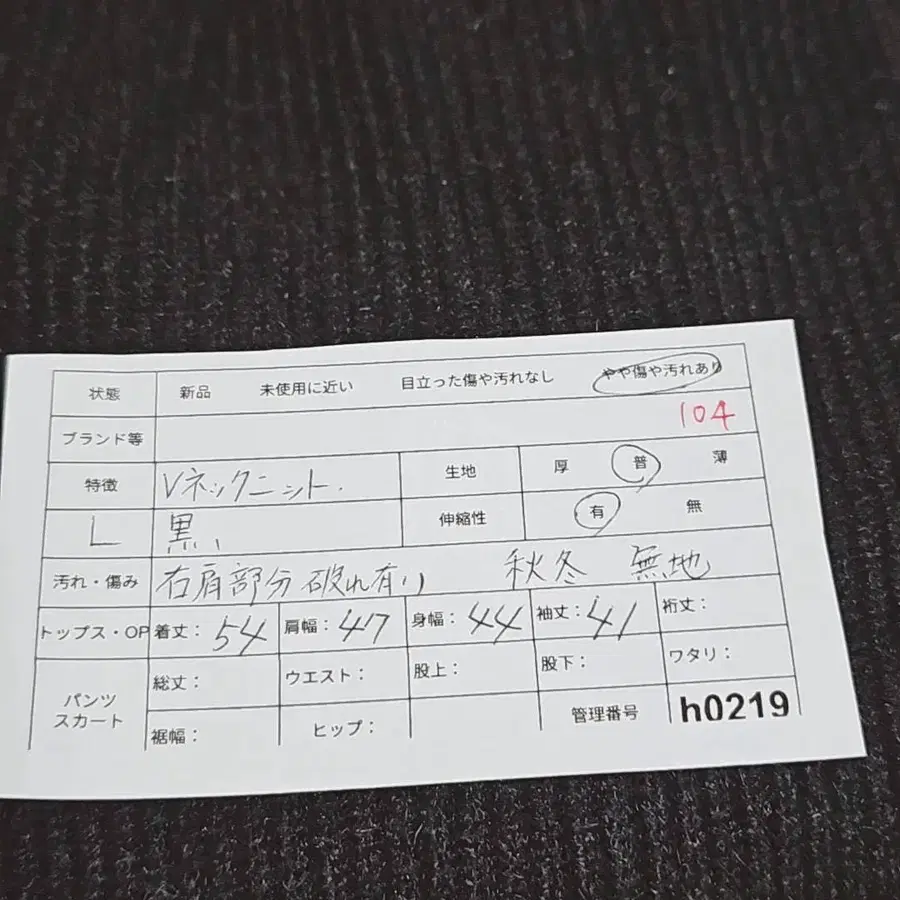 状態 新品 未使用に近い 目立った傷や汚れなし やや傷や汚れあり
ブランド等 104
特徴 Vネックニット. 生地 厚 普 薄
L 黒、 伸縮性 有 無
汚れ・傷み 右肩部分破れ有り 秋冬 無地
トップス・OP 着丈: 54 肩幅: 47 身幅: 44 袖丈: 41 裄丈:
パンツ スカート 総丈: ウエスト: 股上: 股下: ワタリ:
裾幅: ヒップ: 管理番号 h0219